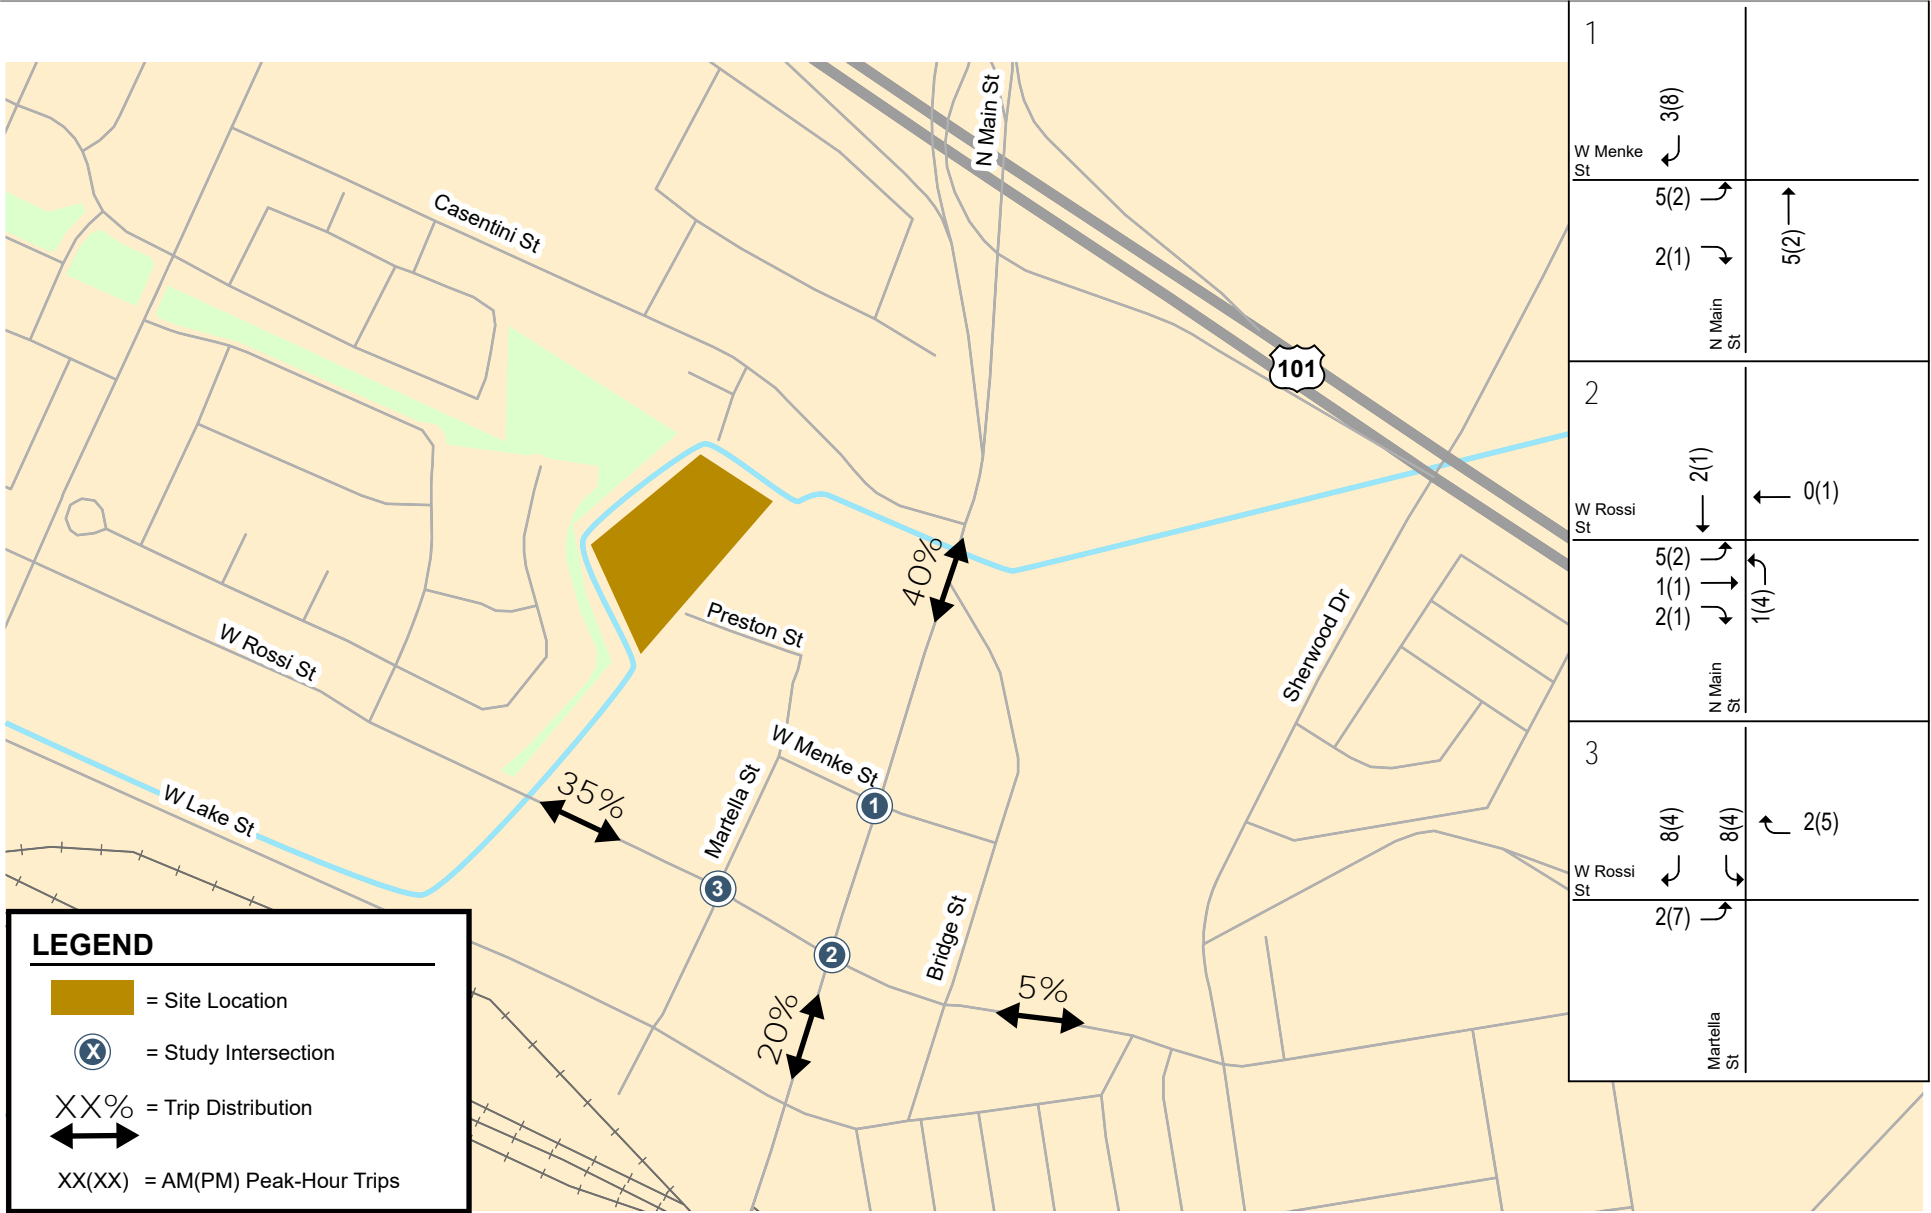 N Main St
Casentini St
101
40%
Preston St
Sherwood Dr
W Rossi St
W Menke St
35%
Martella St
W Lake St
1
3
2
Bridge St
5%
20%
LEGEND
= Site Location
X
= Study Intersection
XX%
= Trip Distribution
XX(XX)
= AM(PM) Peak-Hour Trips
1
3(8)
W Menke
St
5(2)
2(1)
5(2)
N Main
St
2
2(1)
0(1)
W Rossi
St
5(2)
1(1)
2(1)
1(4)
N Main
St
3
8(4)
8(4)
2(5)
W Rossi
St
2(7)
Martella
St